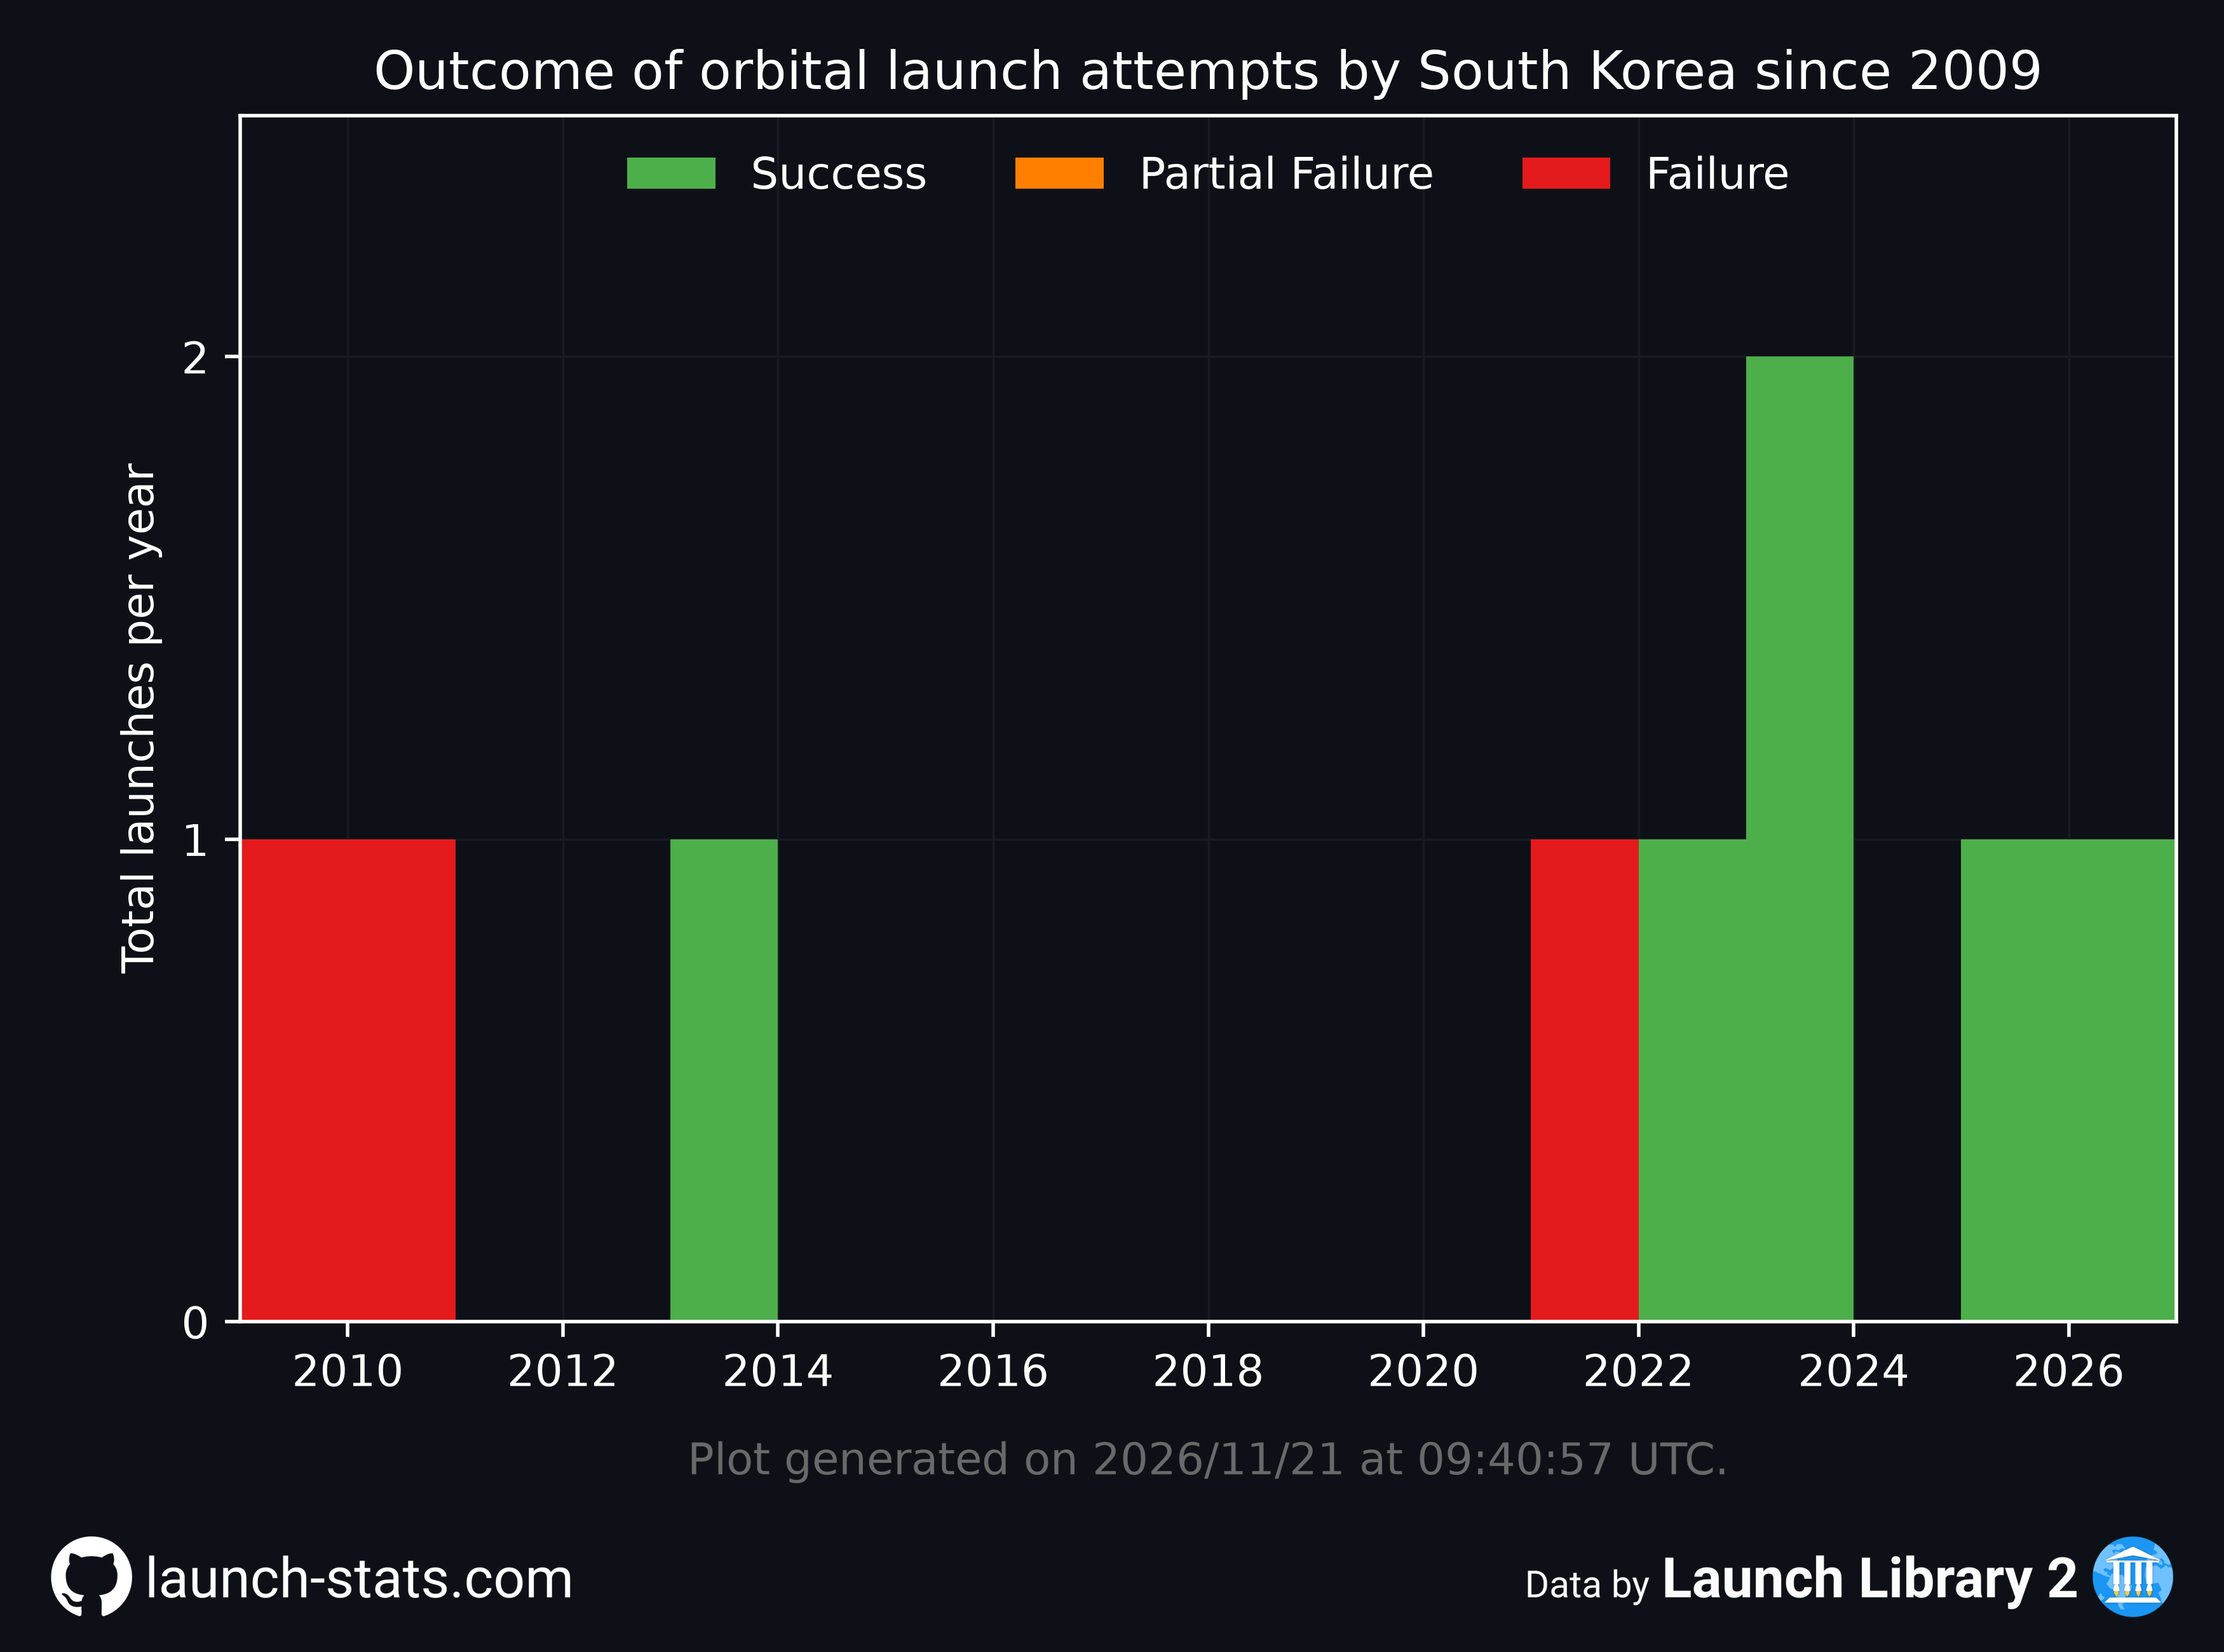 Outcome of orbital launch attempts by South Korea since 2009
Success Partial Failure Failure
Total launches per year
2
1
0
2010 2012 2014 2016 2018 2020 2022 2024 2026
Plot generated on 2026/11/21 at 09:40:57 UTC.
launch-stats.com
Data by Launch Library 2